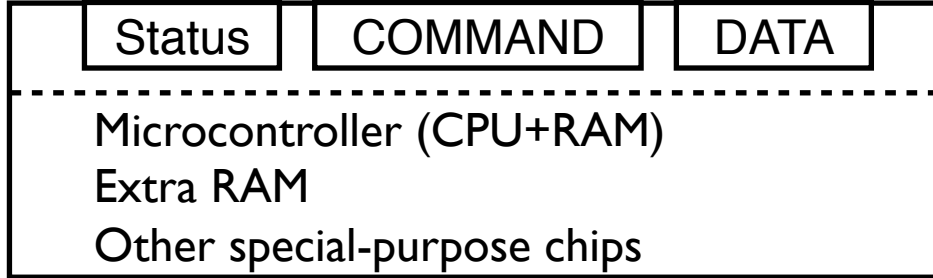 Status COMMAND DATA
Microcontroller (CPU+RAM)
Extra RAM
Other special-purpose chips